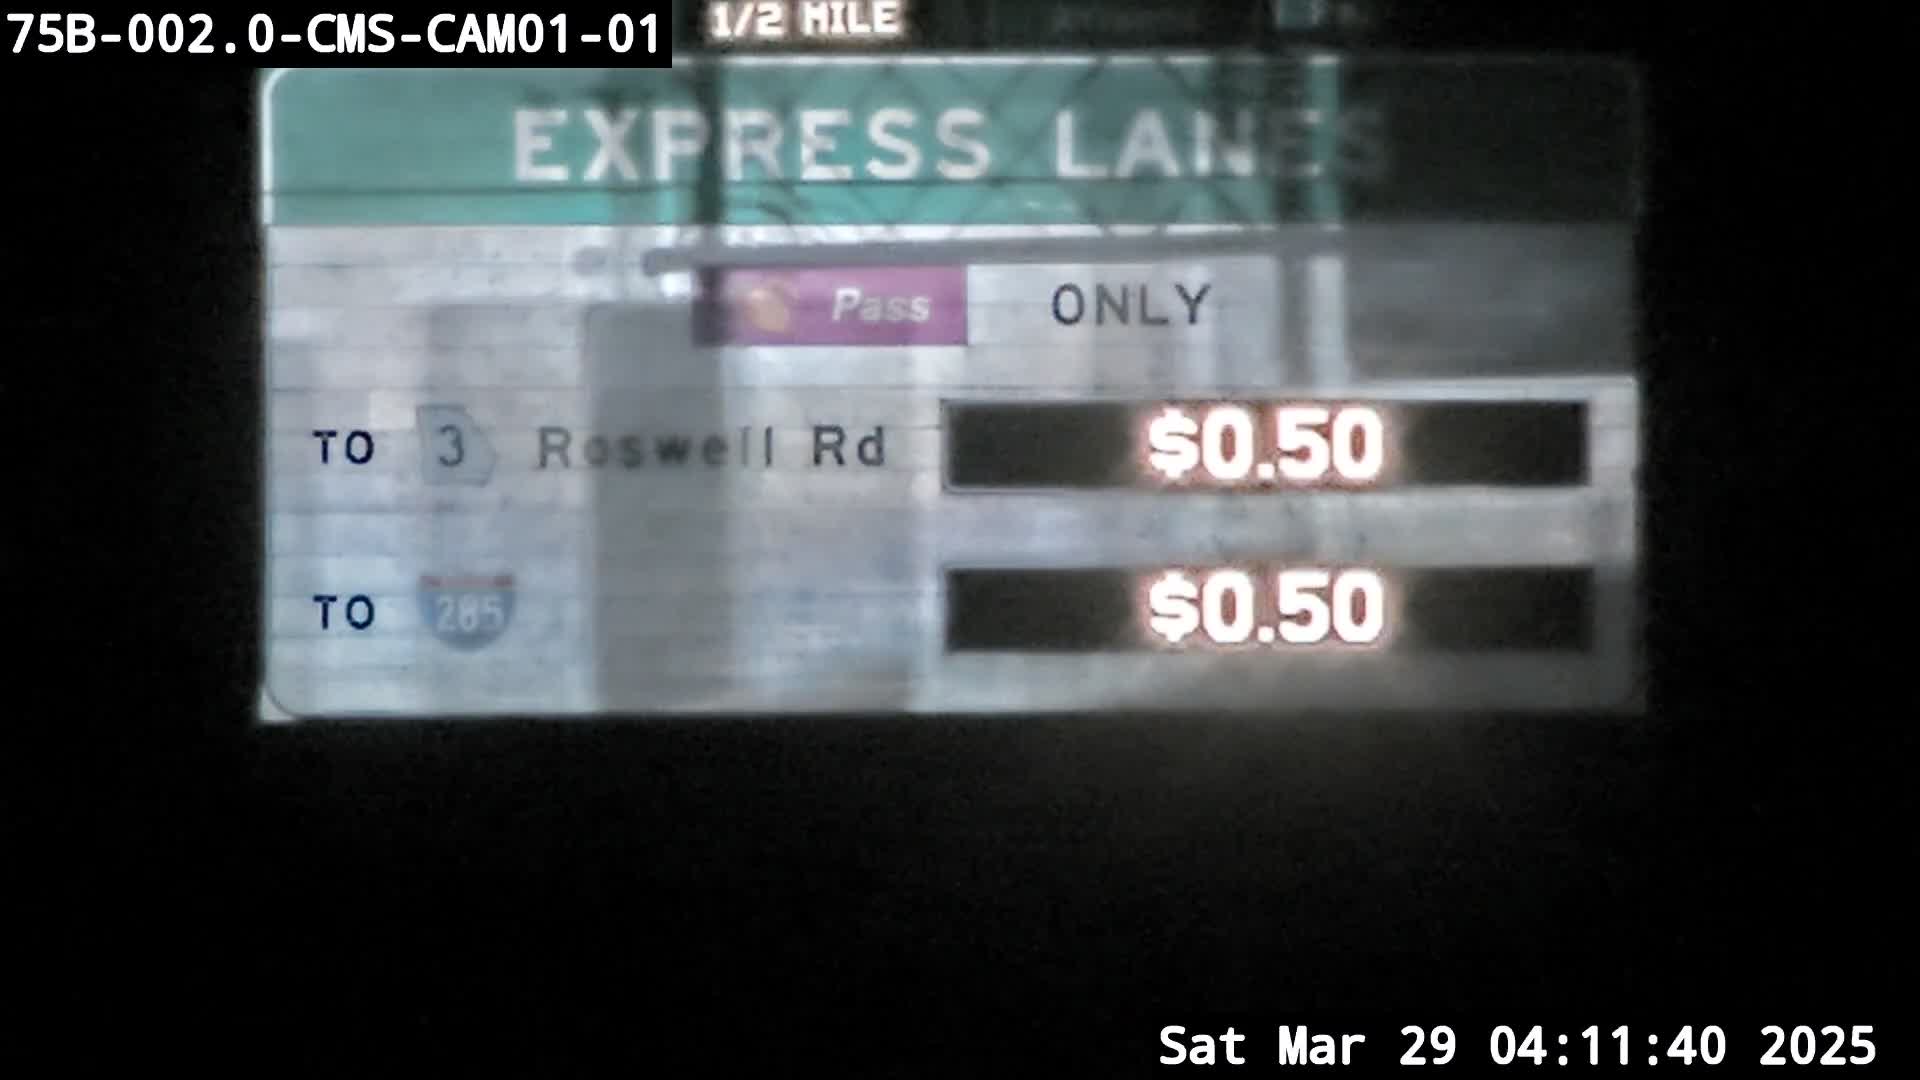 75B-002.0-CMS-CAM01-01
1/2 MILE
EXPRESS LANES
Pass ONLY
TO 3 Roswell Rd $0.50
TO 285 $0.50
Sat Mar 29 04:11:40 2025